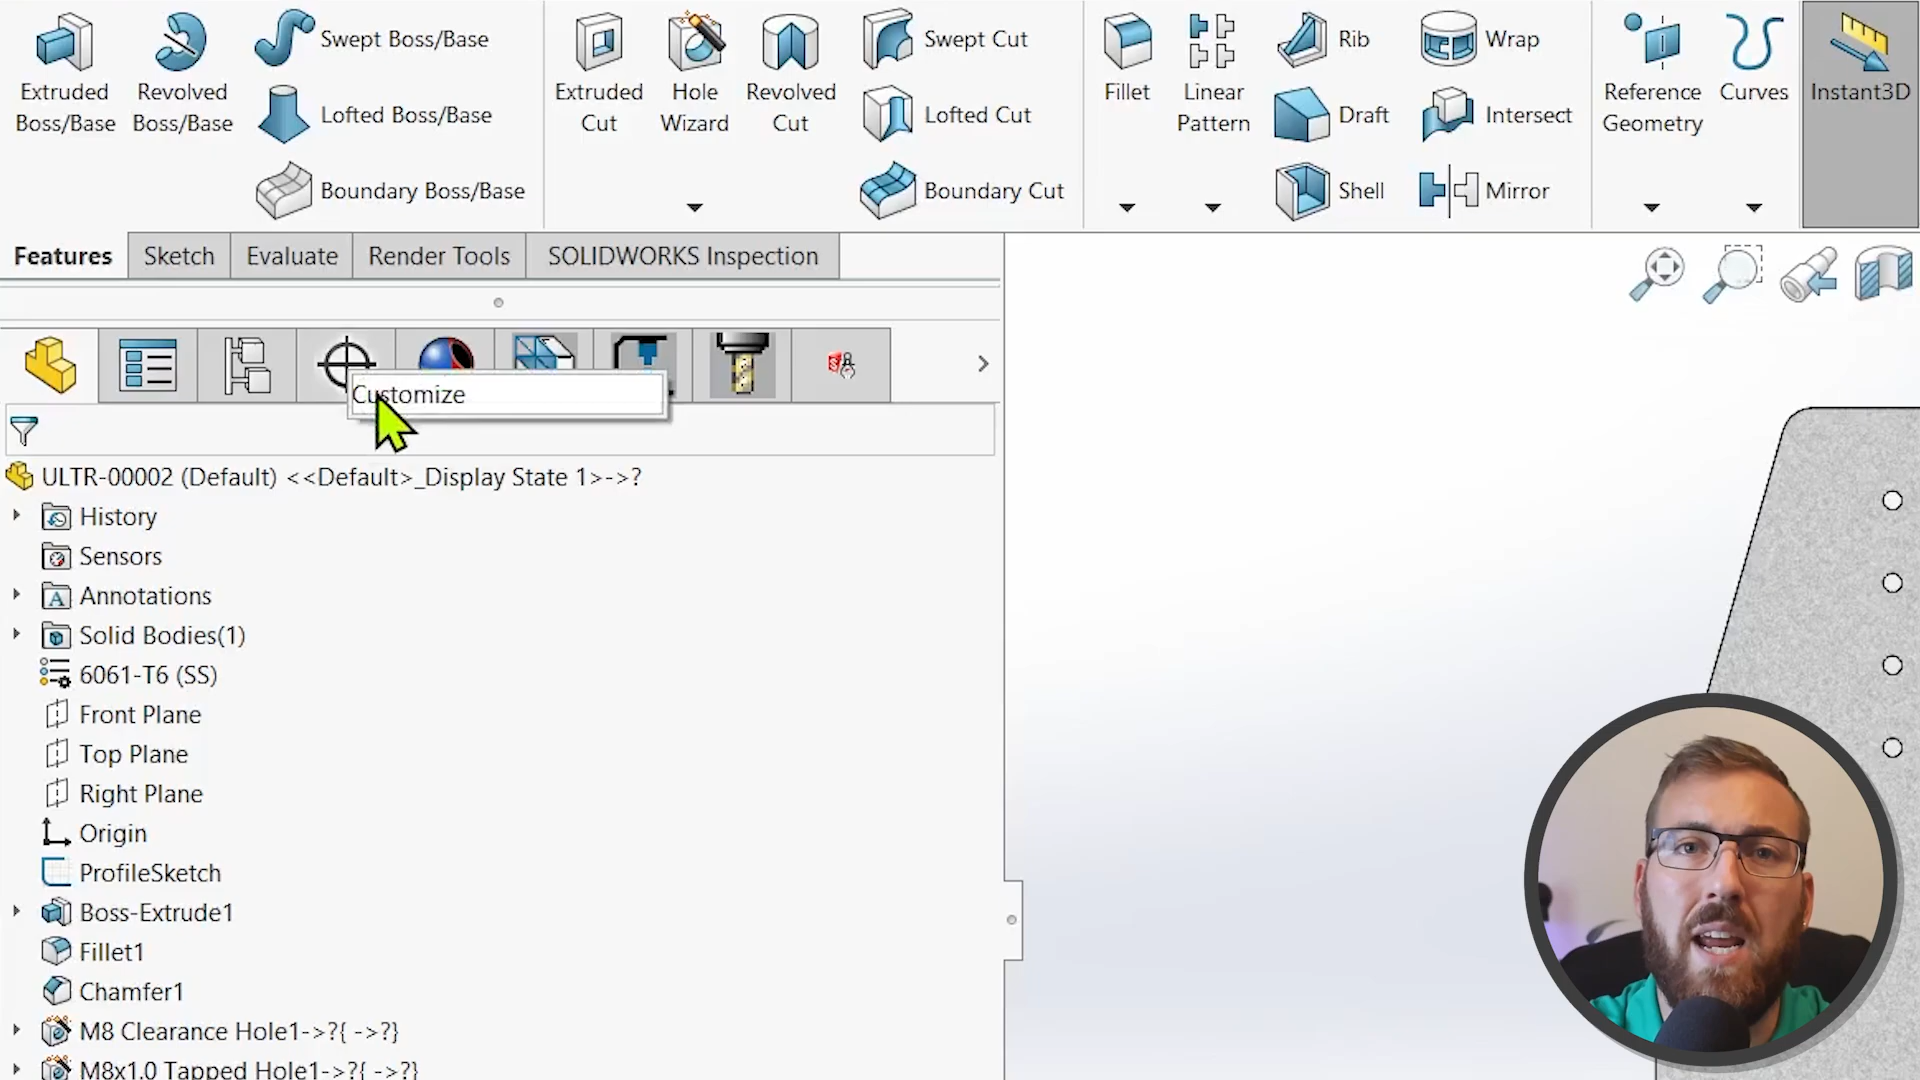 Extruded Boss/Base
Revolved Boss/Base
Swept Boss/Base
Lofted Boss/Base
Boundary Boss/Base
Extruded Cut
Hole Wizard
Revolved Cut
Swept Cut
Lofted Cut
Boundary Cut
Fillet
Linear Pattern
Rib
Draft
Shell
Wrap
Intersect
Mirror
Reference Geometry
Curves
Instant3D
Features
Sketch
Evaluate
Render Tools
SOLIDWORKS Inspection
Customize
ULTR-00002 (Default) <<Default>_Display State 1>->?
History
Sensors
Annotations
Solid Bodies(1)
6061-T6 (SS)
Front Plane
Top Plane
Right Plane
Origin
ProfileSketch
Boss-Extrude1
Fillet1
Chamfer1
M8 Clearance Hole1->?{ ->?}
M8x1.0 Tapped Hole1->?{ ->?}